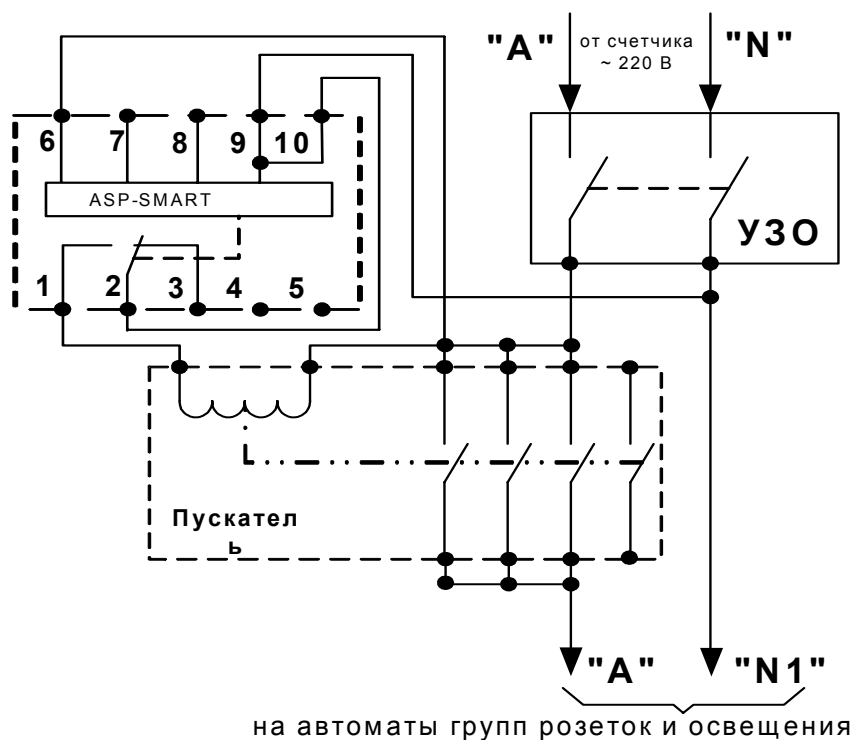 "A" от счетчика "N"
~ 220 В
6 7 8 9 10
ASP-SMART
УЗО
1 2 3 4 5
Пускател
ь
"A" "N1"
на автоматы групп розеток и освещения